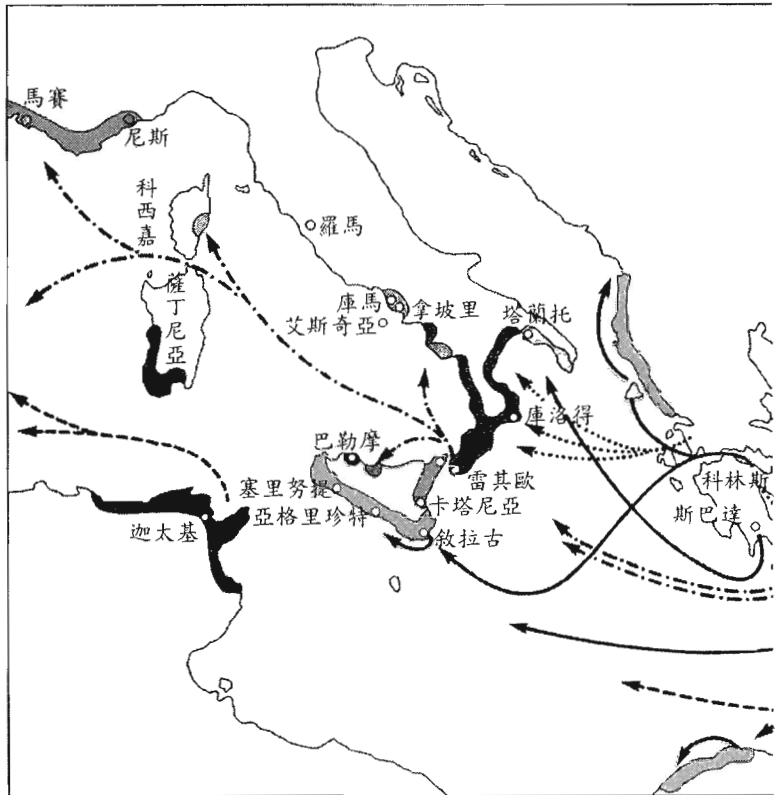 馬賽
尼斯
科西嘉
薩丁尼亞
羅馬
庫馬
拿坡里
艾斯奇亞
塔蘭托
庫洛得
巴勒摩
雷其歐
科林斯
塞里努提
卡塔尼亞
斯巴達
迦太基
亞格里珍特
敘拉古